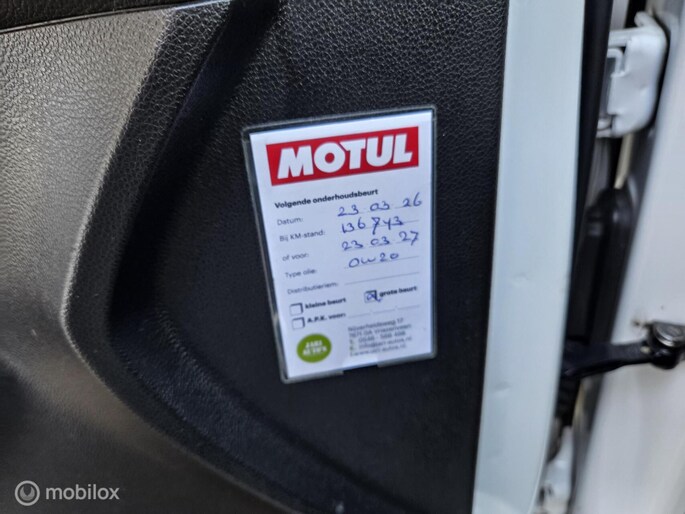 MOTUL
Volgende onderhoudsbeurt
Datum: 23 03 26
Bij KM-stand: 136743
of voor: 23 03 27
Type olie: 0W20
Distributieriem:
kleine beurt grote beurt
A.P.K. voor:
mobilox